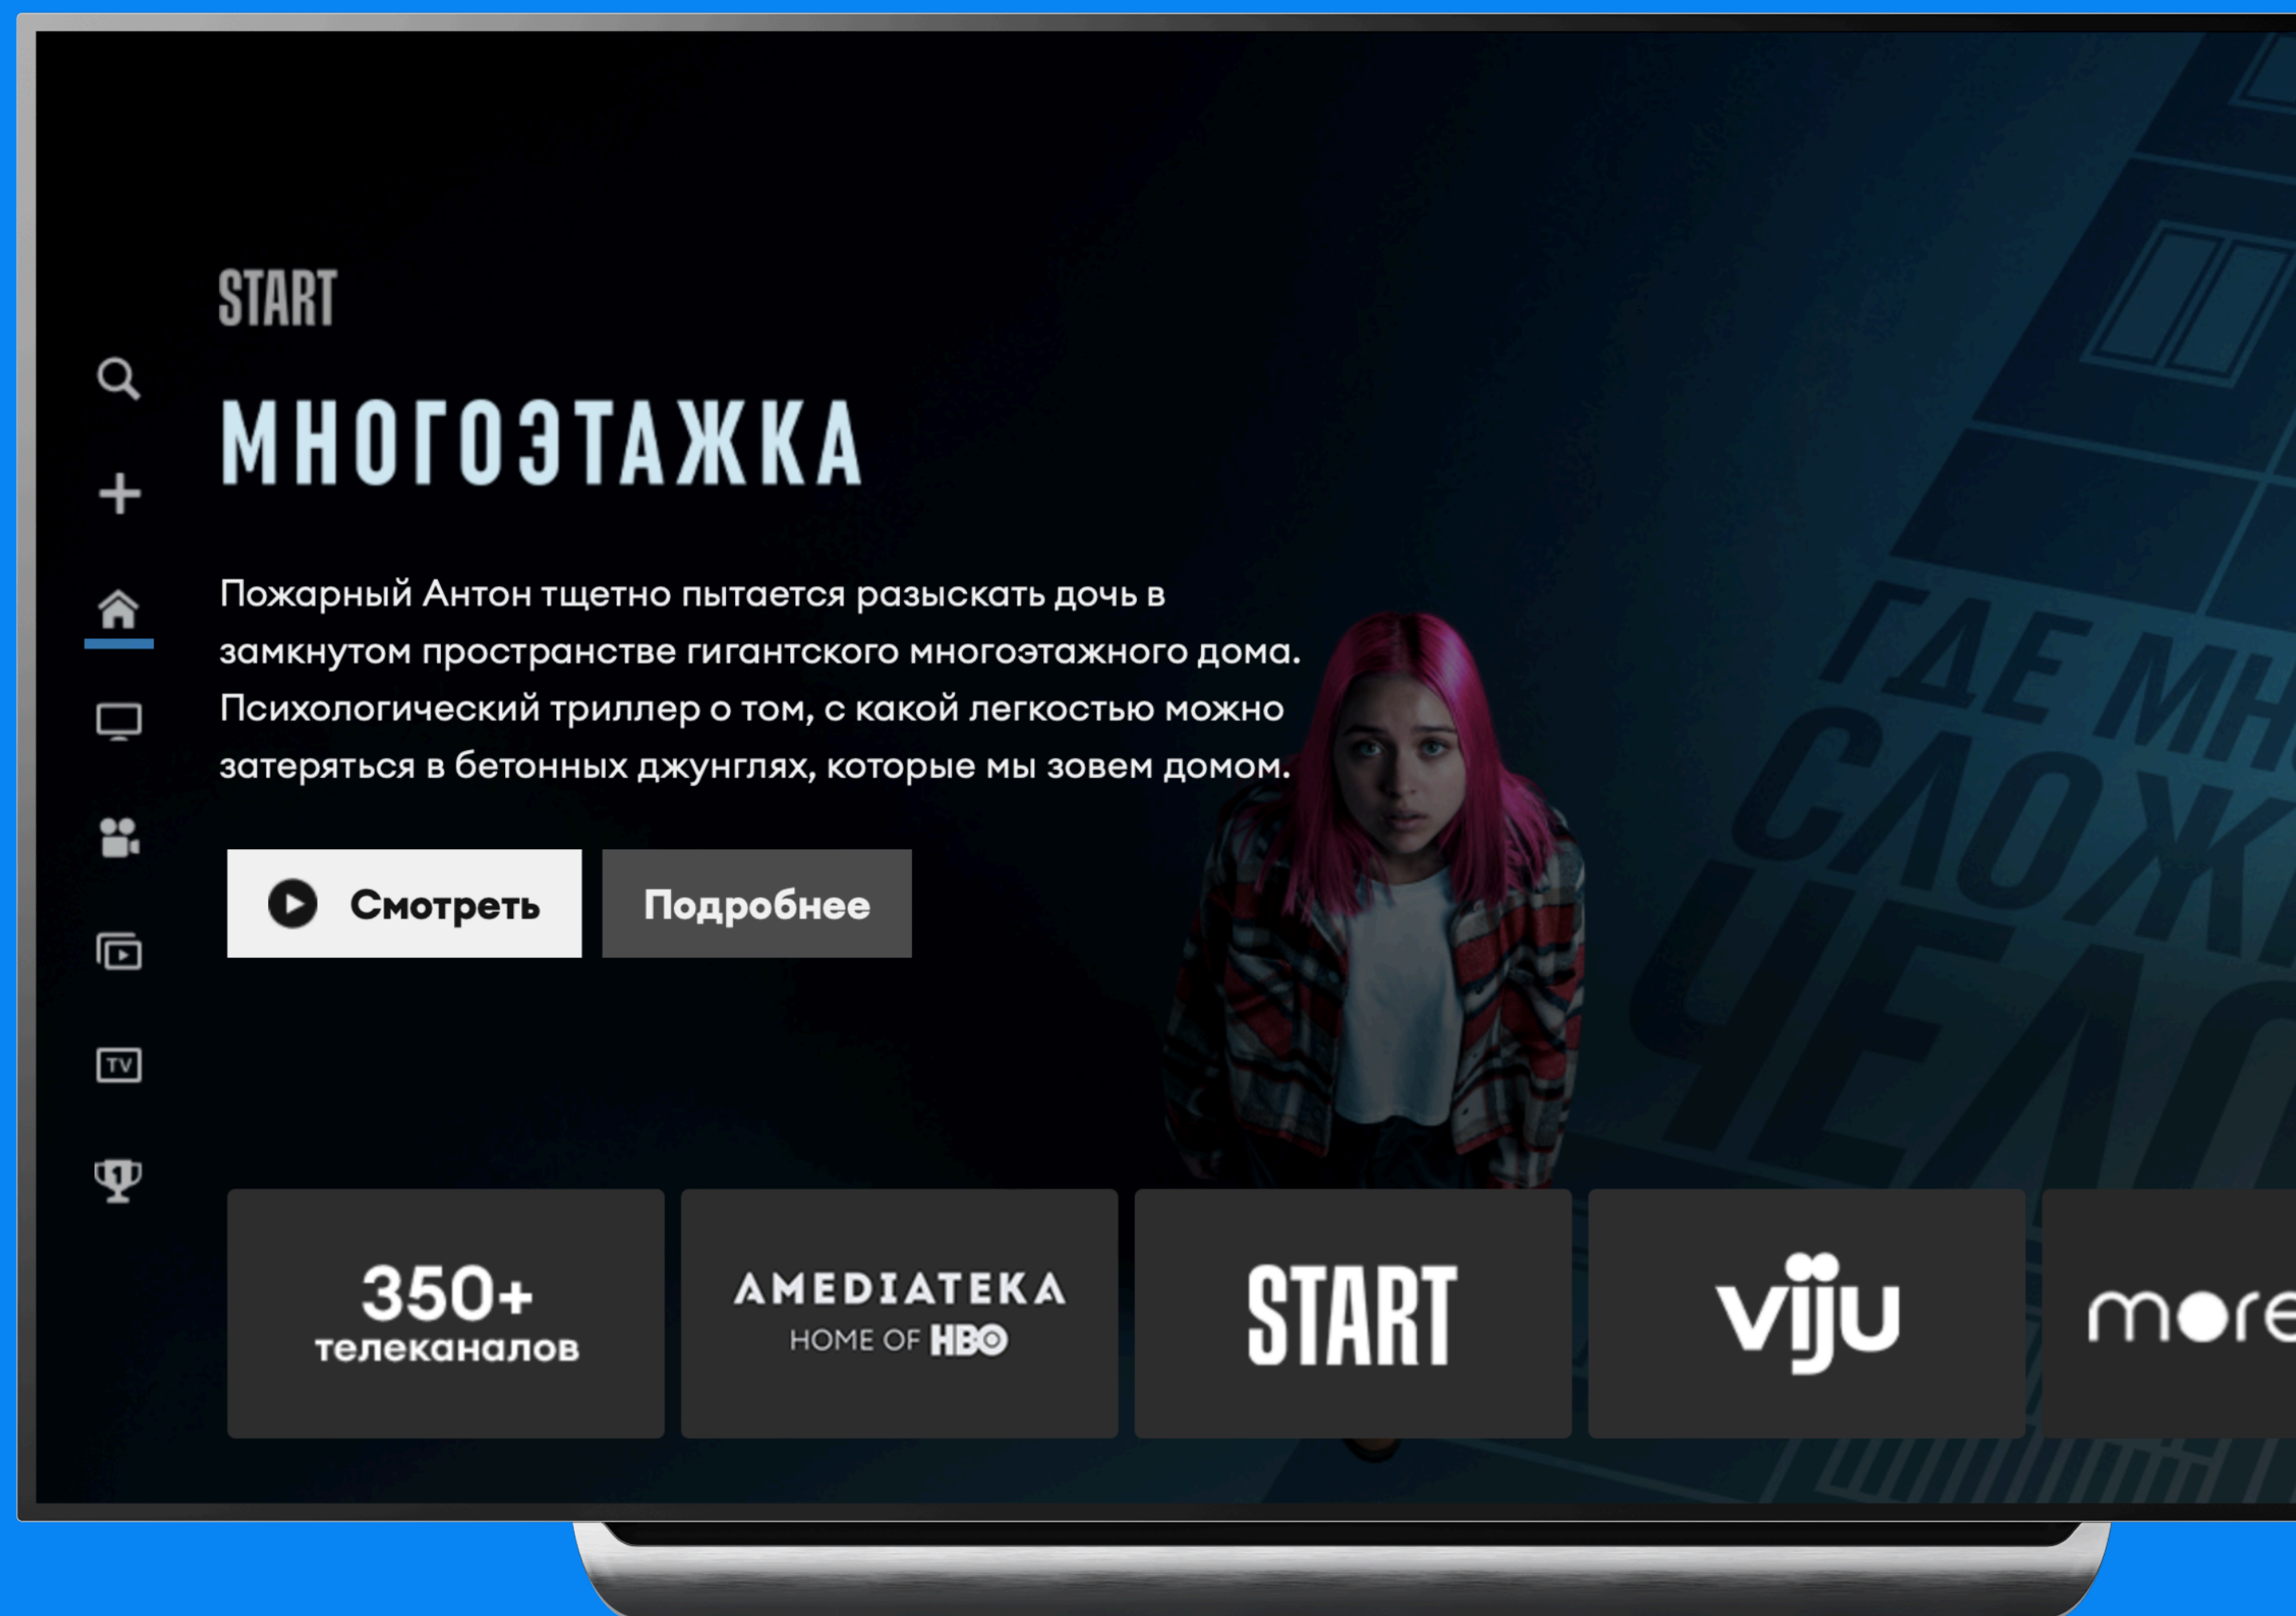 START
МНОГОЭТАЖКА
Пожарный Антон тщетно пытается разыскать дочь в
замкнутом пространстве гигантского многоэтажного дома.
Психологический триллер о том, с какой легкостью можно
затеряться в бетонных джунглях, которые мы зовем домом.
Смотреть
Подробнее
ГДЕ
TV
1
350+
телеканалов
AMEDIATEKA
HOME OF HBO
START
viju
more